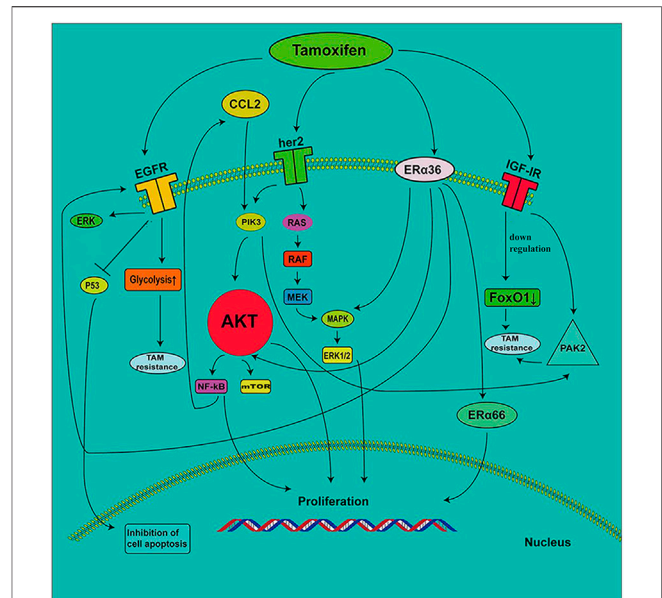 Tamoxifen
CCL2
her2
EGFR
ERα36
IGF-IR
ERK
PIK3
RAS
down
regulation
P53
Glycolysis↑
RAF
MEK
FoxO1↓
AKT
MAPK
TAM
resistance
PAK2
ERK1/2
TAM
resistance
NF-kB
mTOR
ERα66
Proliferation
Inhibition of
cell apoptosis
Nucleus